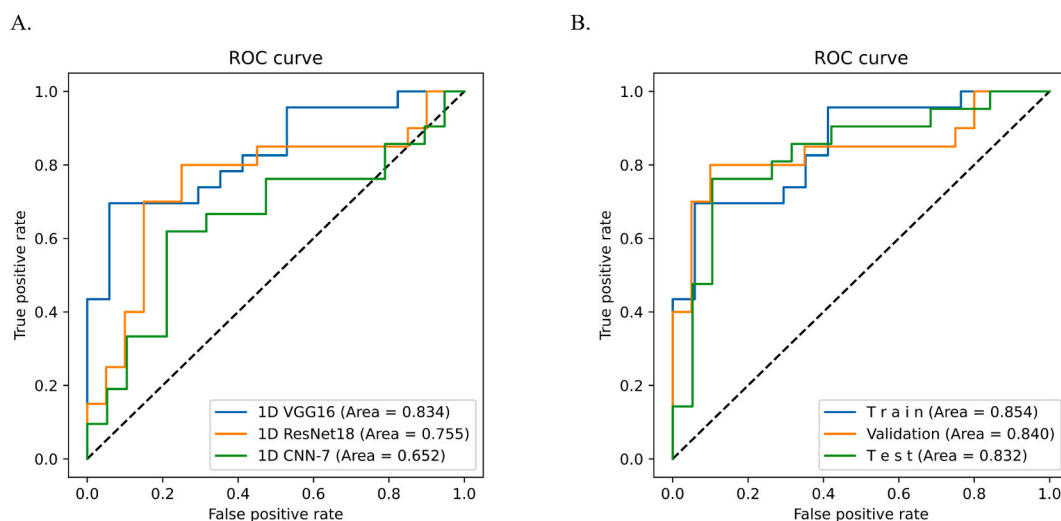 A.
ROC curve
True positive rate
1.0
0.8
0.6
0.4
0.2
0.0
1D VGG16 (Area = 0.834)
1D ResNet18 (Area = 0.755)
1D CNN-7 (Area = 0.652)
0.0 0.2 0.4 0.6 0.8 1.0
False positive rate
B.
ROC curve
True positive rate
1.0
0.8
0.6
0.4
0.2
0.0
T r a i n (Area = 0.854)
Validation (Area = 0.840)
T e s t (Area = 0.832)
0.0 0.2 0.4 0.6 0.8 1.0
False positive rate